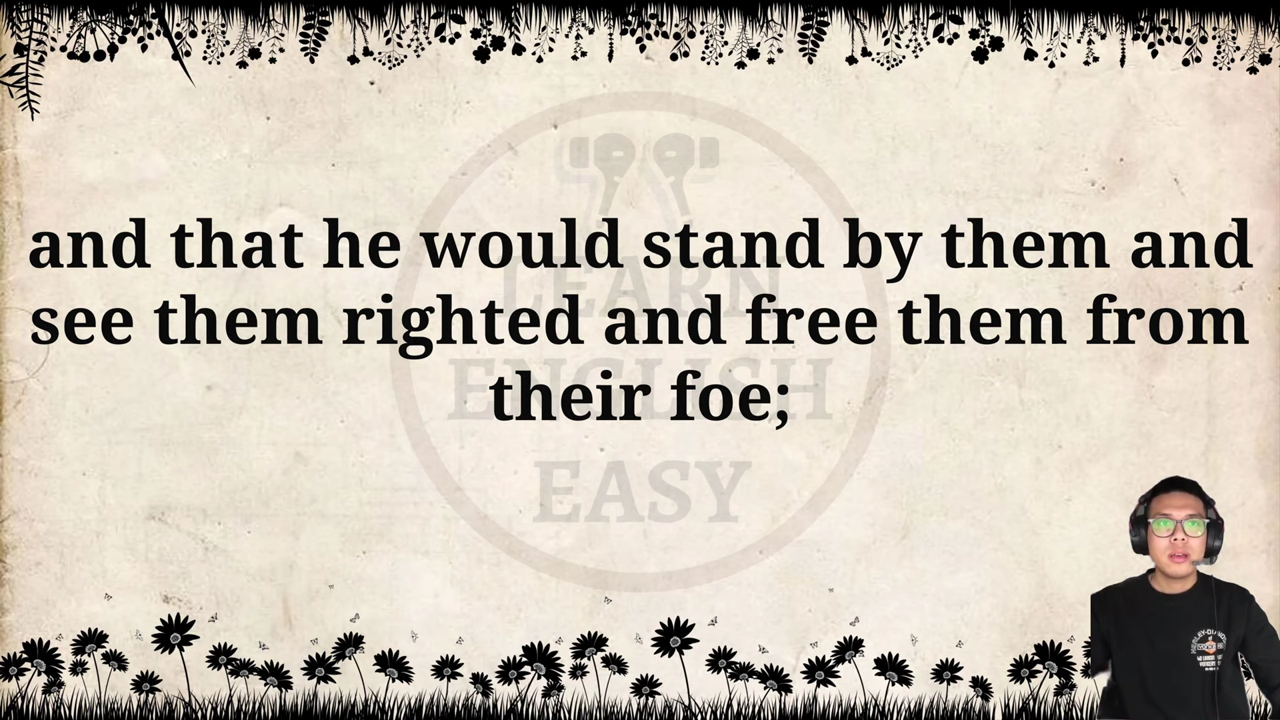 and that he would stand by them and
see them righted and free them from
their foe;
LEARN
ENGLISH
EASY